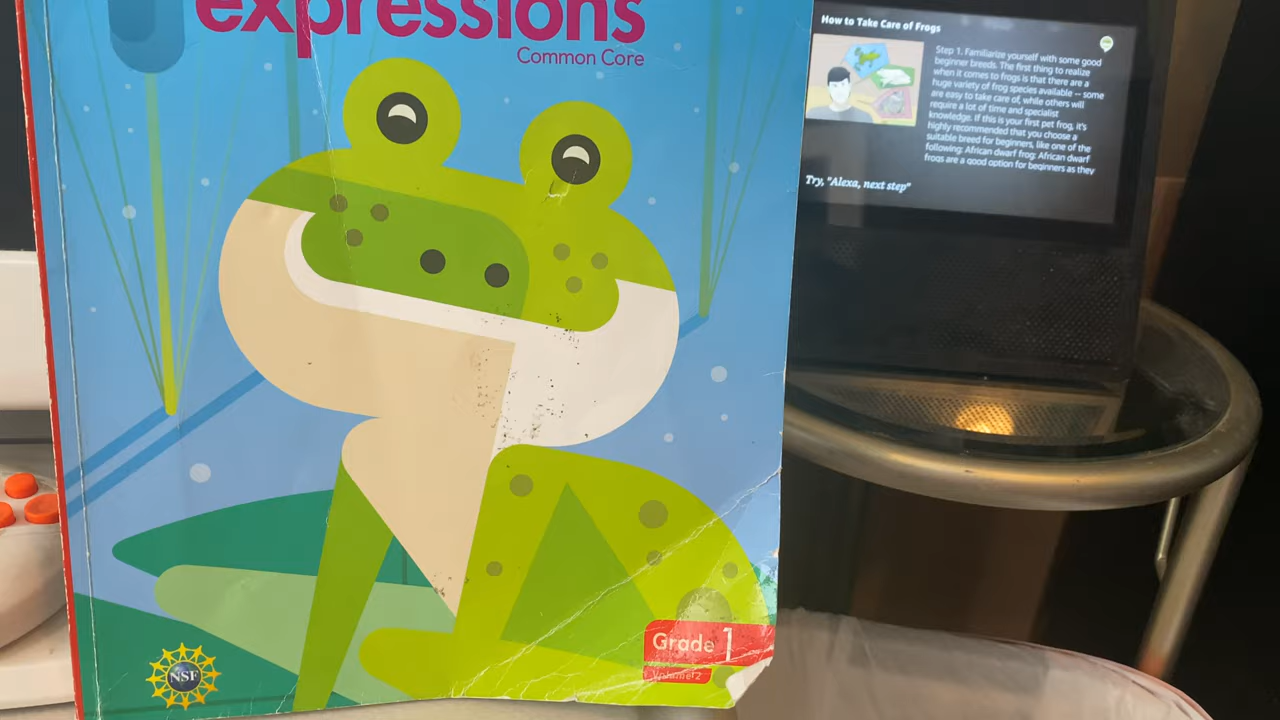 expressions
Common Core
Grade 1
Volume 2
NSF
How to Take Care of Frogs
Step 1. Familiarize yourself with some good
beginner breeds. The first thing to realize
when it comes to frogs is that there are a
huge variety of frog species available -- some
are easy to take care of, while others will
require a lot of time and specialist
knowledge. If this is your first pet frog, it's
highly recommended that you choose a
suitable breed for beginners, like one of the
following: African dwarf frog: African dwarf
frogs are a good option for beginners as they
Try, "Alexa, next step"